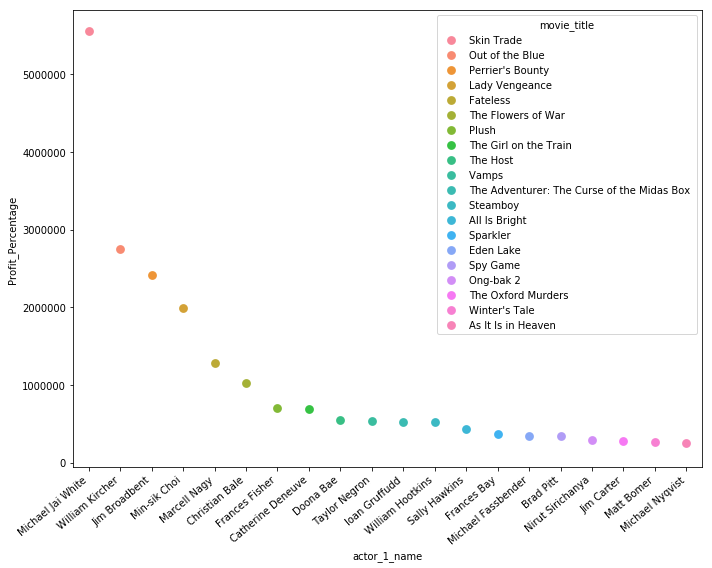 movie_title
Skin Trade
Out of the Blue
Perrier's Bounty
Lady Vengeance
Fateless
The Flowers of War
Plush
The Girl on the Train
The Host
Vamps
The Adventurer: The Curse of the Midas Box
Steamboy
All Is Bright
Sparkler
Eden Lake
Spy Game
Ong-bak 2
The Oxford Murders
Winter's Tale
As It Is in Heaven
Profit_Percentage
5000000
4000000
3000000
2000000
1000000
0
Michael Jai White
William Kircher
Jim Broadbent
Min-sik Choi
Marcell Nagy
Christian Bale
Frances Fisher
Catherine Deneuve
Doona Bae
Taylor Negron
Ioan Gruffudd
William Hootkins
Sally Hawkins
Frances Bay
Michael Fassbender
Brad Pitt
Nirut Sirichanya
Jim Carter
Matt Bomer
Michael Nyqvist
actor_1_name